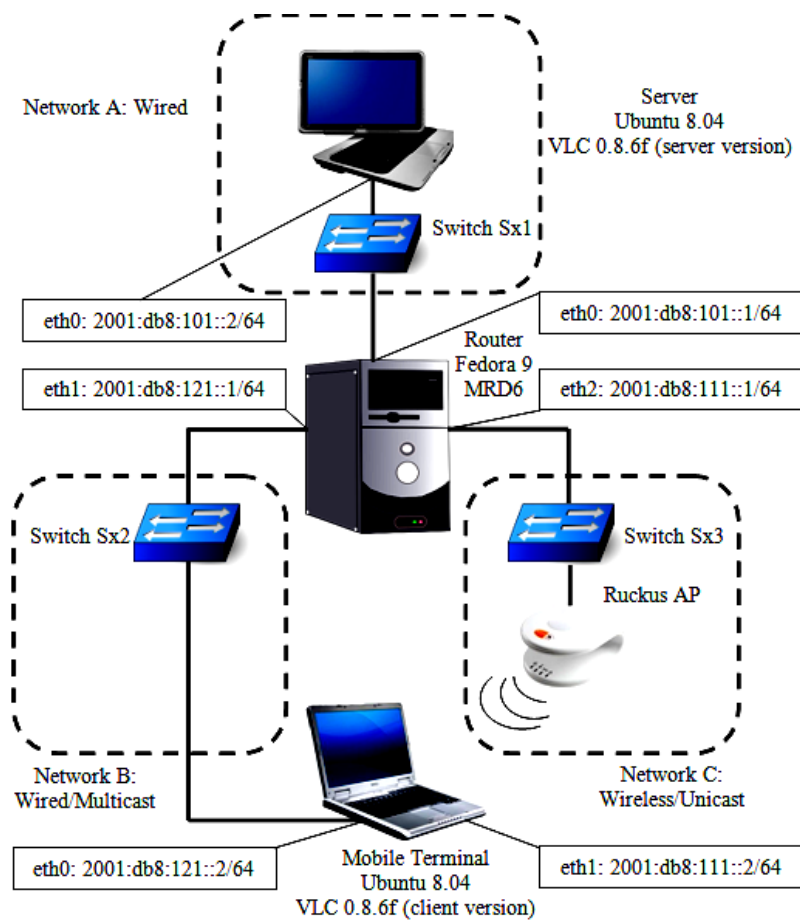 Network A: Wired
Server
Ubuntu 8.04
VLC 0.8.6f (server version)
Switch Sx1
eth0: 2001:db8:101::2/64
eth0: 2001:db8:101::1/64
Router
Fedora 9
MRD6
eth1: 2001:db8:121::1/64
eth2: 2001:db8:111::1/64
Switch Sx2
Switch Sx3
Ruckus AP
Network B:
Wired/Multicast
Network C:
Wireless/Unicast
eth0: 2001:db8:121::2/64
Mobile Terminal
Ubuntu 8.04
VLC 0.8.6f (client version)
eth1: 2001:db8:111::2/64